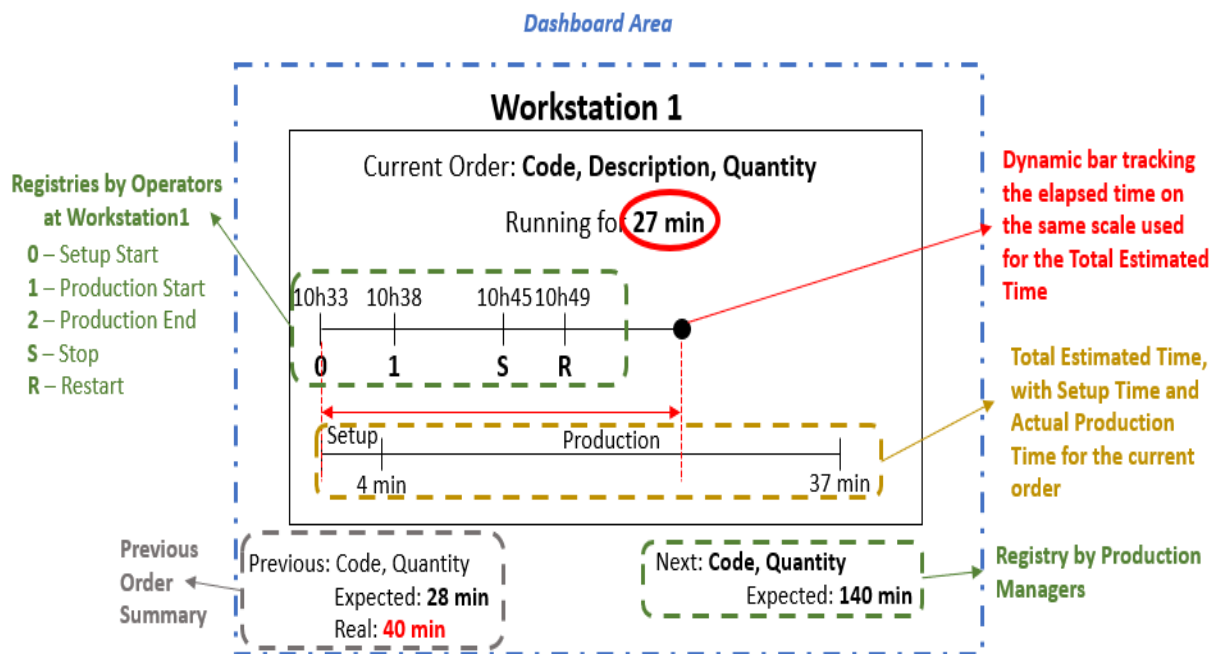 Dashboard Area
Workstation 1
Current Order: Code, Description, Quantity
Running for 27 min
Registries by Operators
at Workstation1
0 – Setup Start
1 – Production Start
2 – Production End
S – Stop
R – Restart
10h33 10h38 10h45 10h49
0 1 S R
Dynamic bar tracking
the elapsed time on
the same scale used
for the Total Estimated
Time
Setup Production
4 min 37 min
Total Estimated Time,
with Setup Time and
Actual Production
Time for the current
order
Previous
Order
Summary
Previous: Code, Quantity
Expected: 28 min
Real: 40 min
Next: Code, Quantity
Expected: 140 min
Registry by Production
Managers